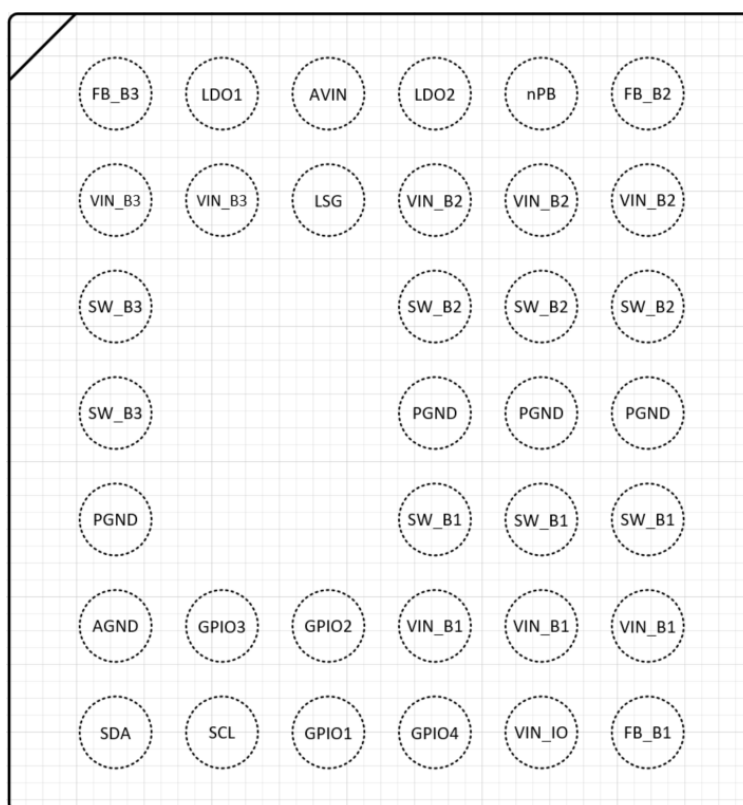 FB_B3 LDO1 AVIN LDO2 nPB FB_B2
VIN_B3 VIN_B3 LSG VIN_B2 VIN_B2 VIN_B2
SW_B3 SW_B2 SW_B2 SW_B2
SW_B3 PGND PGND PGND
PGND SW_B1 SW_B1 SW_B1
AGND GPIO3 GPIO2 VIN_B1 VIN_B1 VIN_B1
SDA SCL GPIO1 GPIO4 VIN_IO FB_B1